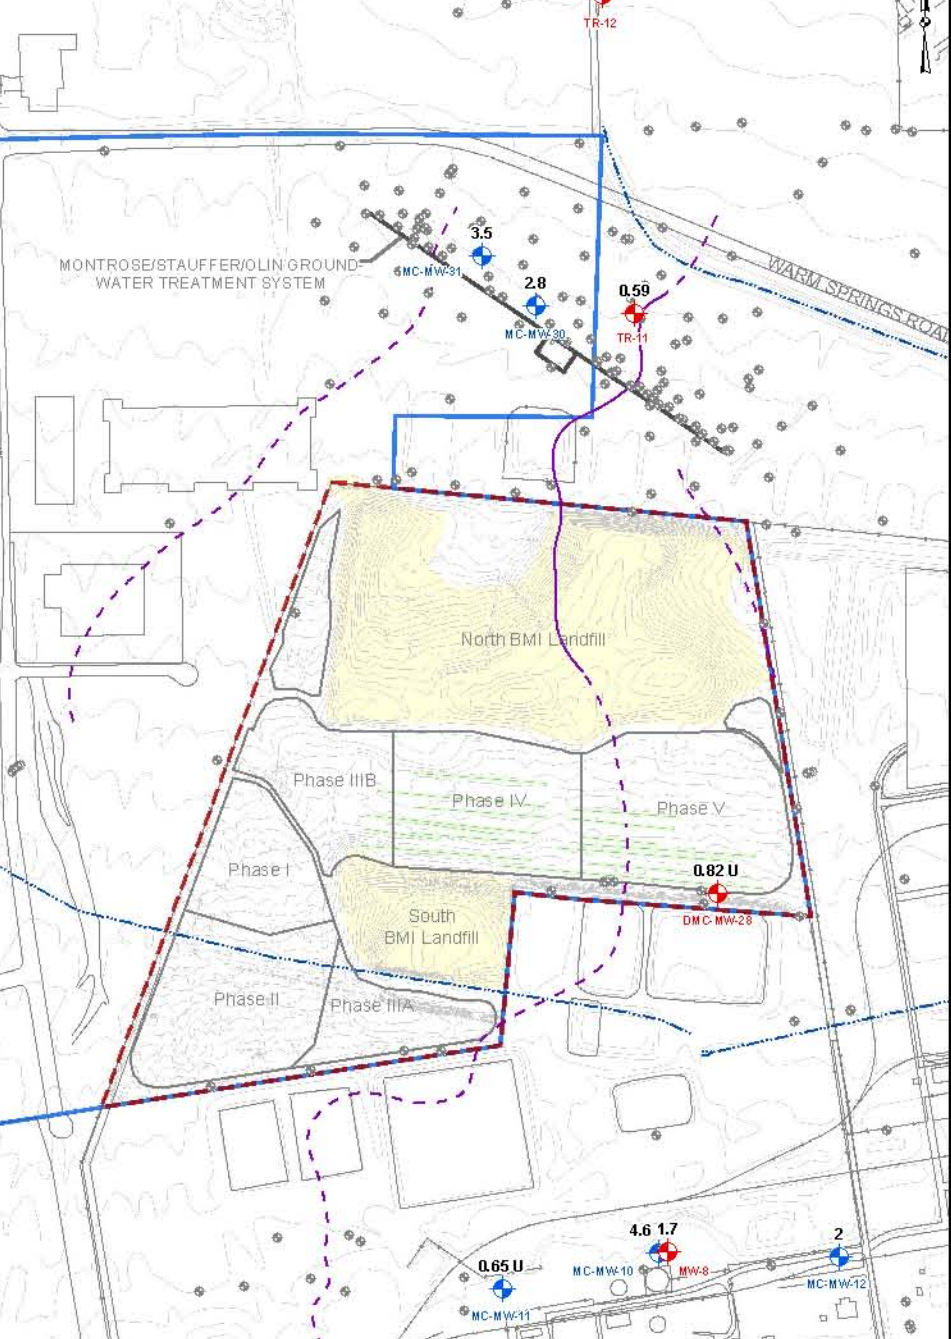 TR-12
3.5
MONTROSE/STAUFFER/OLIN GROUND-
WATER TREATMENT SYSTEM
MC-MW-31
WARM SPRINGS ROAD
2.8
0.59
MC-MW-30
TR-11
North BMI Landfill
Phase IIIB
Phase IV
Phase V
Phase I
0.82 U
DMC-MW-28
South
BMI Landfill
Phase II
Phase IIIA
4.6 1.7
2
0.65 U
MC-MW-10
MW-8
MC-MW-12
MC-MW-11